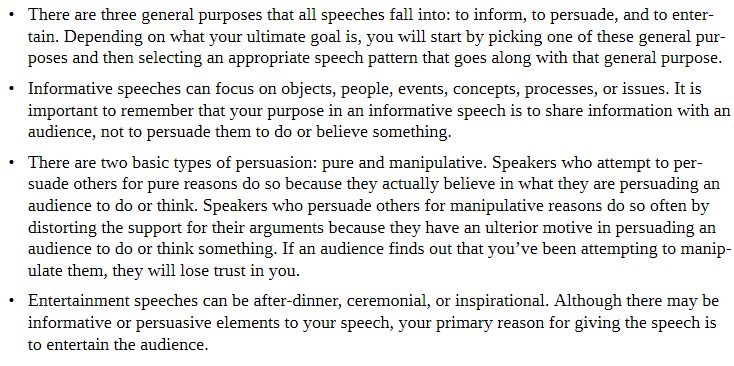 • There are three general purposes that all speeches fall into: to inform, to persuade, and to enter-
tain. Depending on what your ultimate goal is, you will start by picking one of these general pur-
poses and then selecting an appropriate speech pattern that goes along with that general purpose.
• Informative speeches can focus on objects, people, events, concepts, processes, or issues. It is
important to remember that your purpose in an informative speech is to share information with an
audience, not to persuade them to do or believe something.
• There are two basic types of persuasion: pure and manipulative. Speakers who attempt to per-
suade others for pure reasons do so because they actually believe in what they are persuading an
audience to do or think. Speakers who persuade others for manipulative reasons do so often by
distorting the support for their arguments because they have an ulterior motive in persuading an
audience to do or think something. If an audience finds out that you’ve been attempting to manip-
ulate them, they will lose trust in you.
• Entertainment speeches can be after-dinner, ceremonial, or inspirational. Although there may be
informative or persuasive elements to your speech, your primary reason for giving the speech is
to entertain the audience.